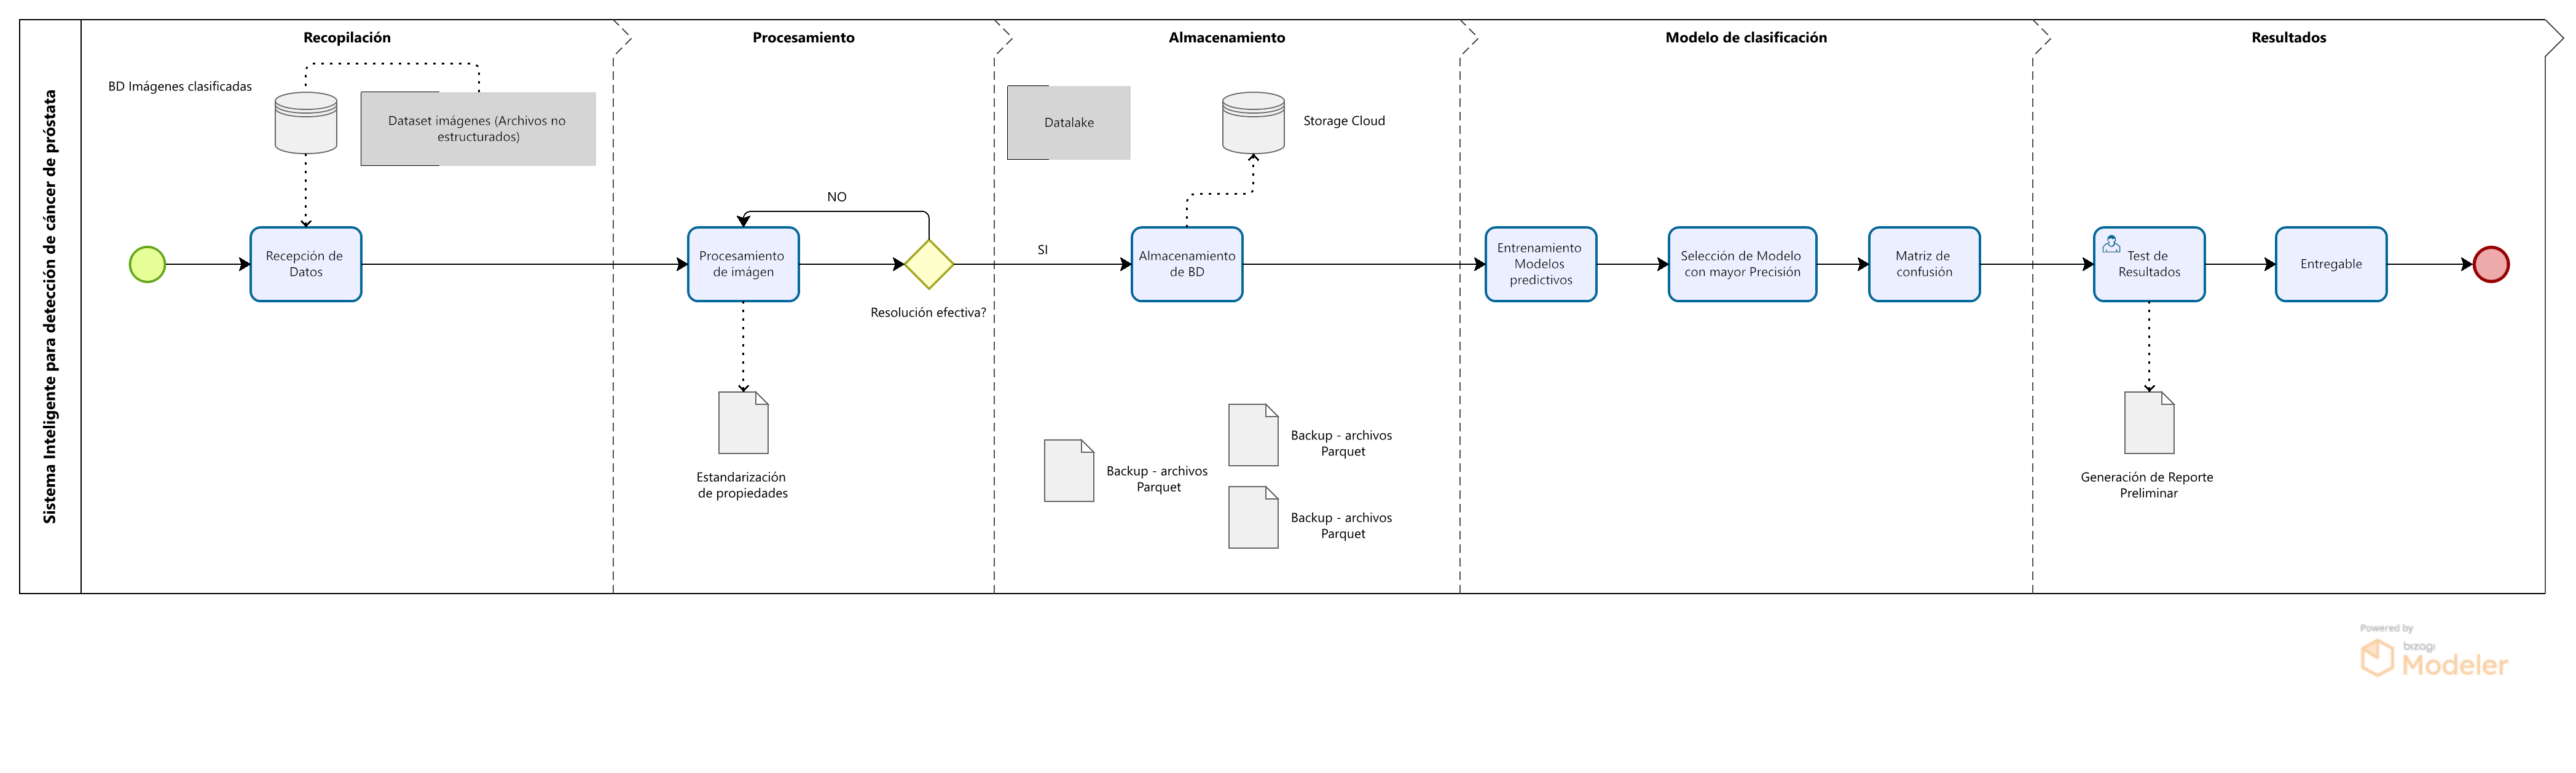 Sistema Inteligente para detección de cáncer de próstata
Recopilación
Procesamiento
Almacenamiento
Modelo de clasificación
Resultados
BD Imágenes clasificadas
Dataset imágenes (Archivos no
estructurados)
Datalake
Storage Cloud
NO
SI
Recepción de
Datos
Procesamiento
de imágen
Resolución efectiva?
Almacenamiento
de BD
Entrenamiento
Modelos
predictivos
Selección de Modelo
con mayor Precisión
Matriz de
confusión
Test de
Resultados
Entregable
Estandarización
de propiedades
Backup - archivos
Parquet
Backup - archivos
Parquet
Backup - archivos
Parquet
Generación de Reporte
Preliminar
Powered by
bizagi
Modeler